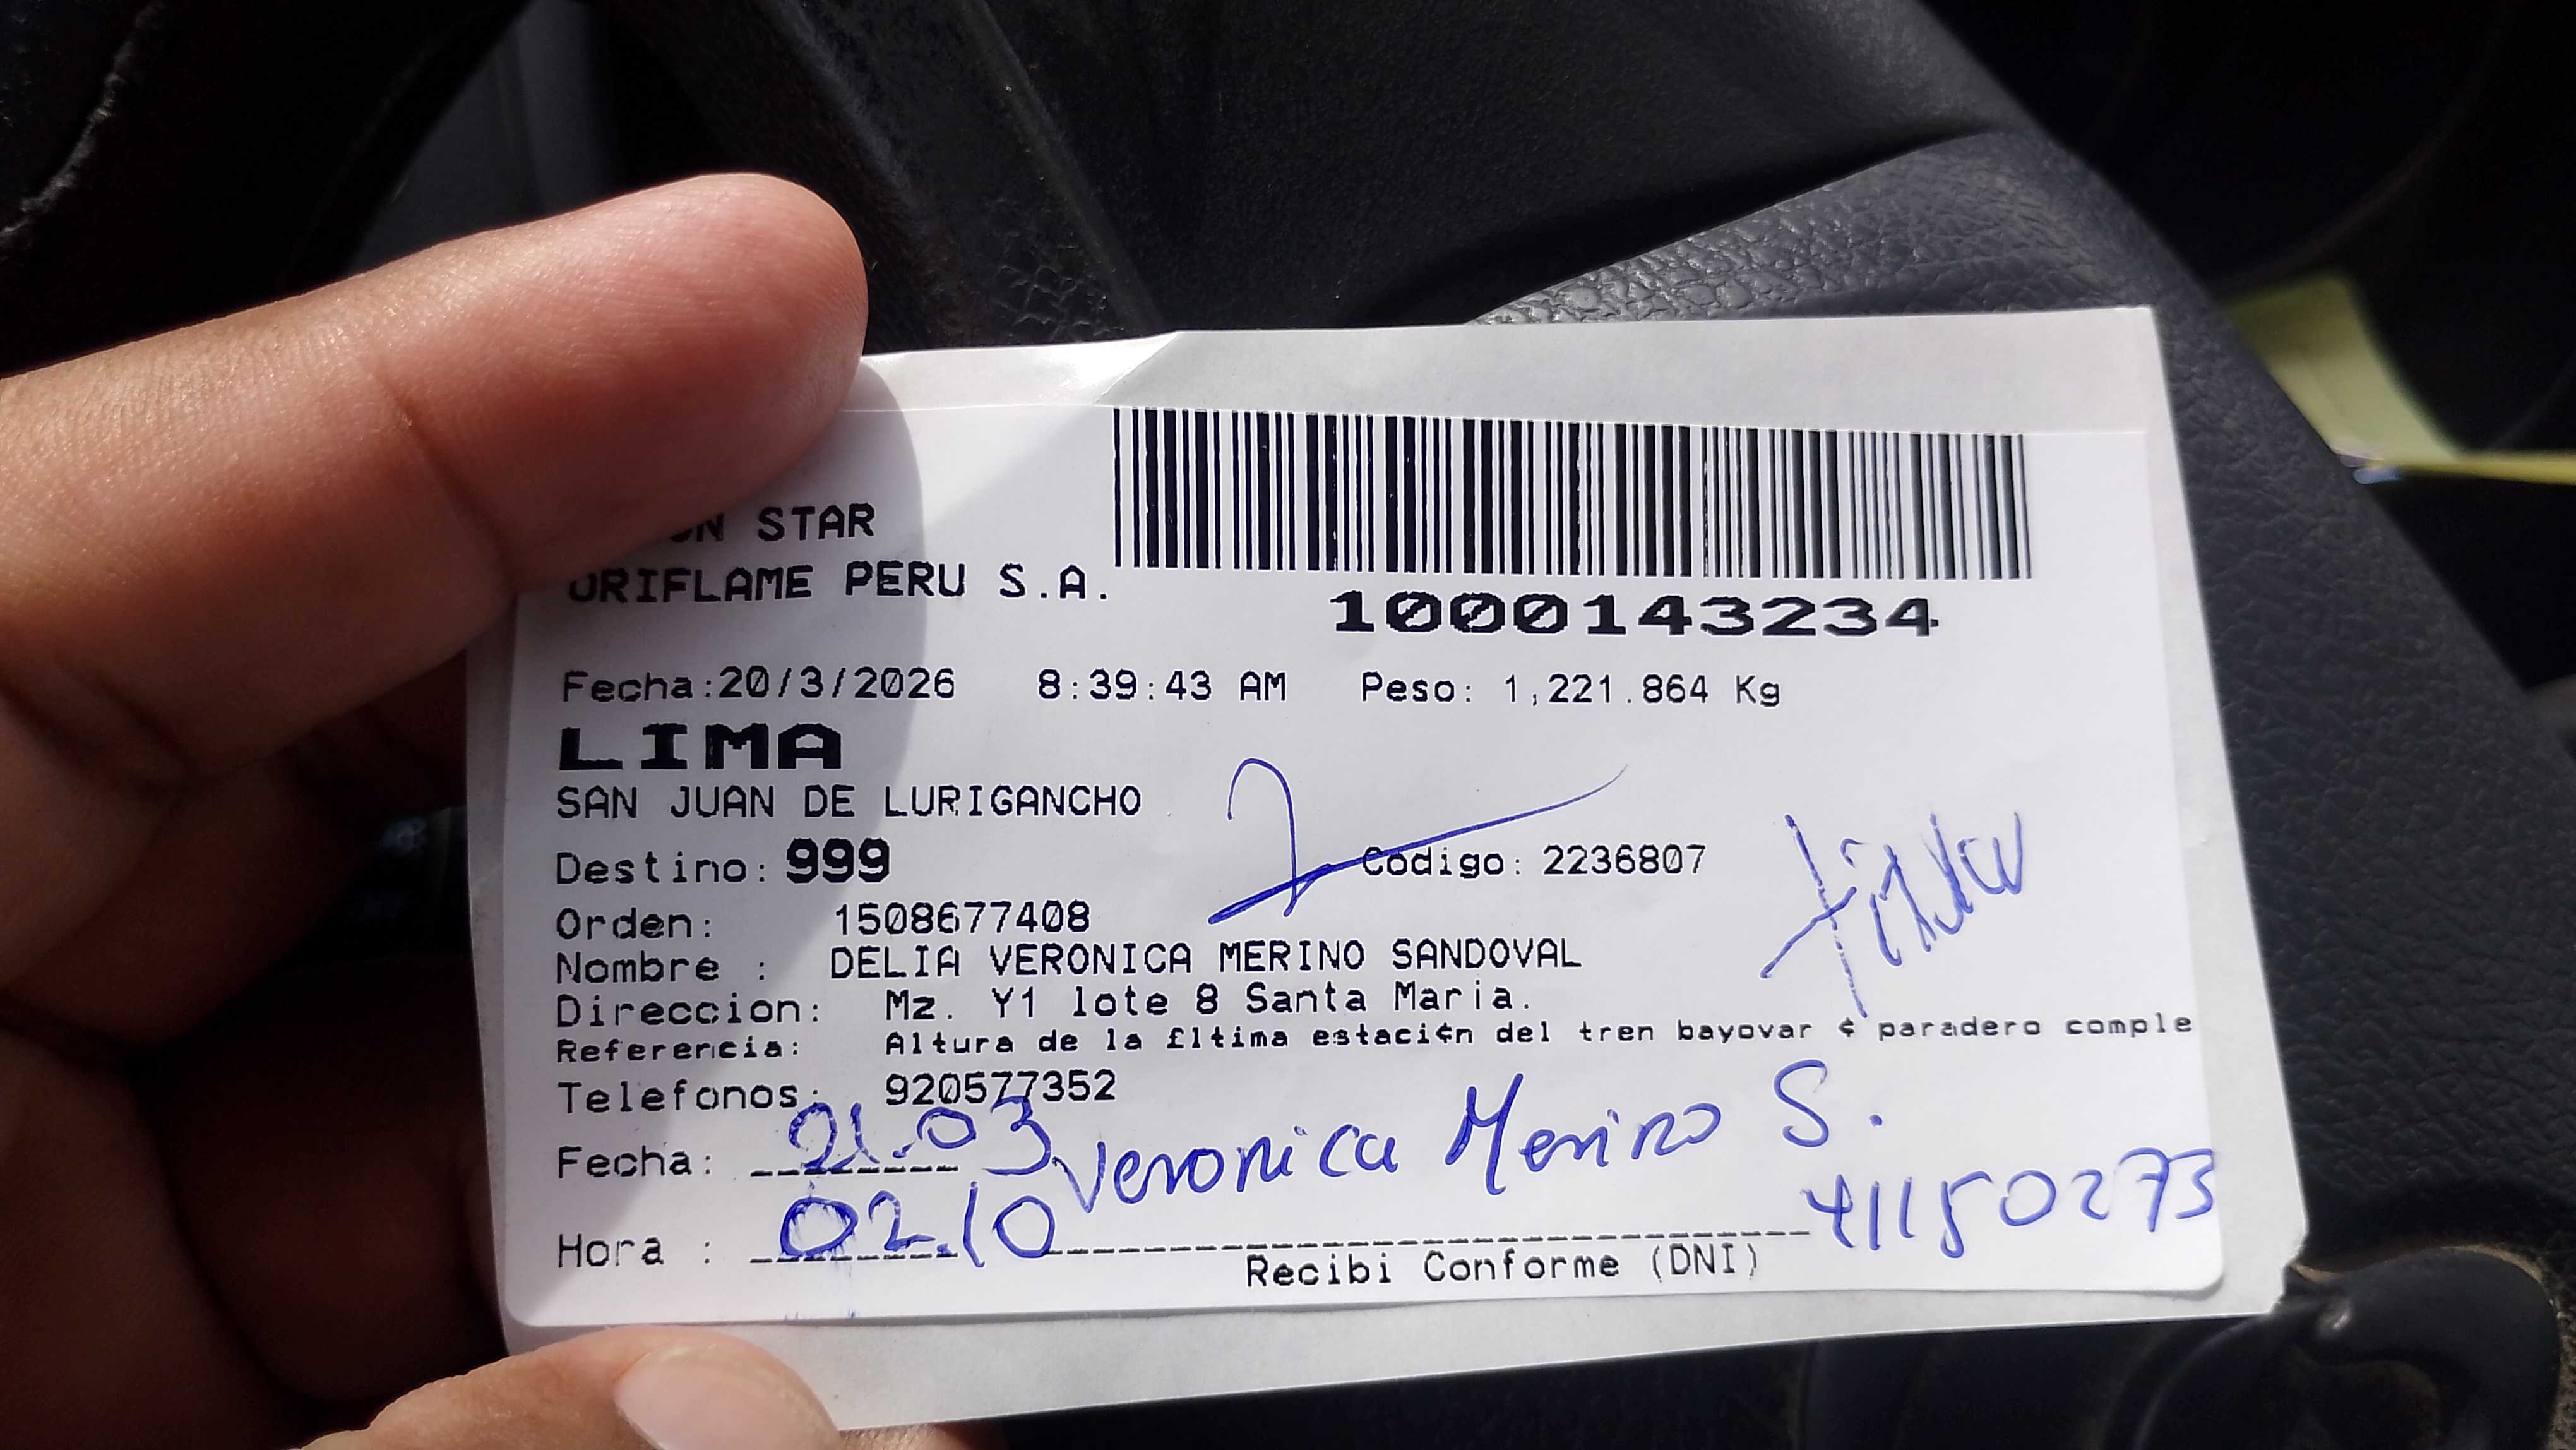 STAR
ORIFLAME PERU S.A.
1000143234
Fecha:20/3/2026 8:39:43 AM Peso: 1,221.864 Kg
LIMA
SAN JUAN DE LURIGANCHO
Destino: 999 Codigo: 2236807
Orden: 1508677408
Nombre : DELIA VERONICA MERINO SANDOVAL
Direccion: Mz. Y1 lote 8 Santa Maria.
Referencia: Altura de la £ltima estaci¢n del tren bayovar ¢ paradero comple
Telefonos: 920577352
Fecha: 21.03 Veronica Merino S.
Hora : 02.10 41150273
Recibi Conforme (DNI)